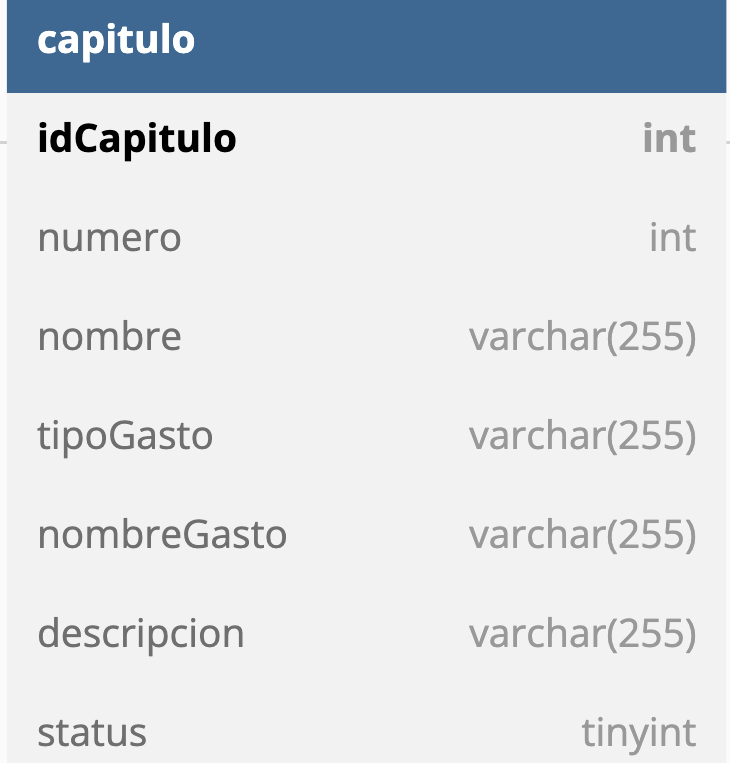 capitulo
idCapitulo int
numero int
nombre varchar(255)
tipoGasto varchar(255)
nombreGasto varchar(255)
descripcion varchar(255)
status tinyint